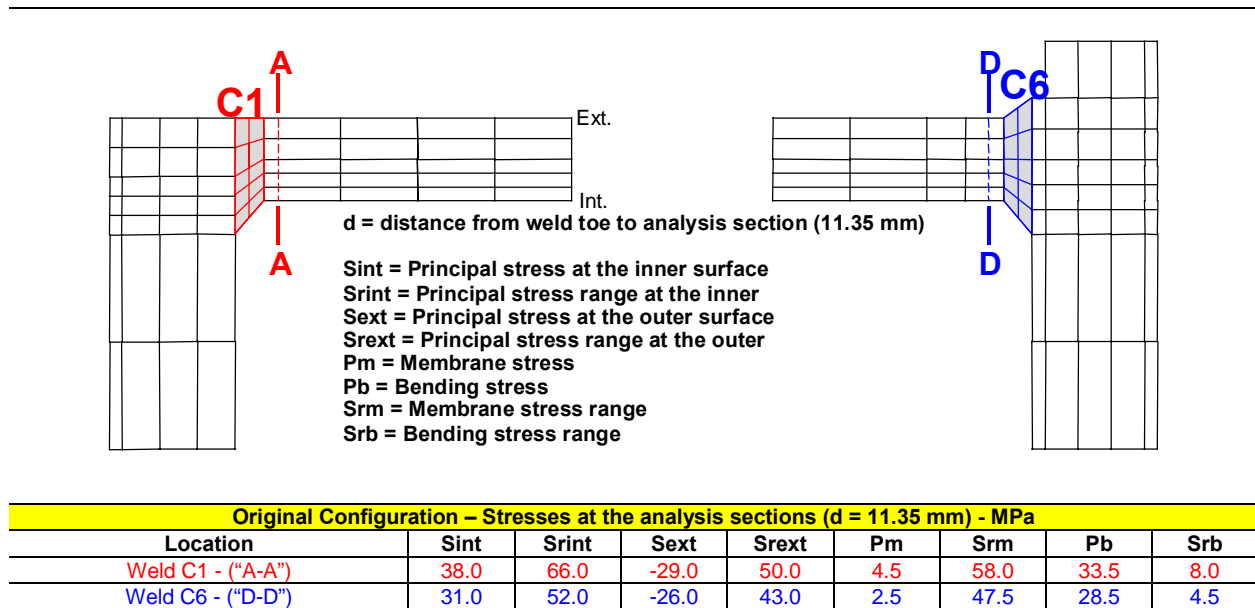 A
D
C1
C6
Ext.
Int.
d = distance from weld toe to analysis section (11.35 mm)
A
D
Sint = Principal stress at the inner surface
Srint = Principal stress range at the inner
Sext = Principal stress at the outer surface
Srext = Principal stress range at the outer
Pm = Membrane stress
Pb = Bending stress
Srm = Membrane stress range
Srb = Bending stress range
Original Configuration – Stresses at the analysis sections (d = 11.35 mm) - MPa
Location Sint Srint Sext Srext Pm Srm Pb Srb
Weld C1 - (“A-A”) 38.0 66.0 -29.0 50.0 4.5 58.0 33.5 8.0
Weld C6 - (“D-D”) 31.0 52.0 -26.0 43.0 2.5 47.5 28.5 4.5